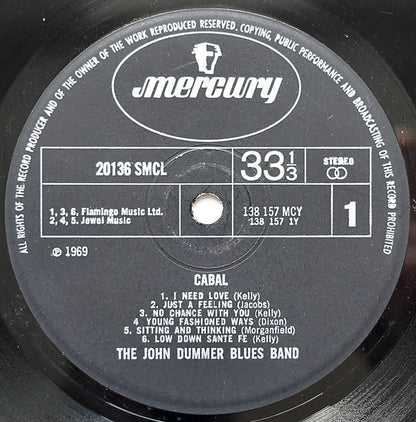 ALL RIGHTS OF THE RECORD PRODUCER AND OF THE OWNER OF THE WORK REPRODUCED RESERVED. COPYING, PUBLIC PERFORMANCE AND BROADCASTING OF THIS RECORD PROHIBITED
mercury
20136 SMCL
33 1/3
STEREO
1, 3, 6. Flamingo Music Ltd.
2, 4, 5. Jewel Music
138 157 MCY
138 157 1Y
1
℗ 1969
CABAL
1. I NEED LOVE (Kelly)
2. JUST A FEELING (Jacobs)
3. NO CHANCE WITH YOU (Kelly)
4 YOUNG FASHIONED WAYS (Dixon)
5. SITTING AND THINKING (Morganfield)
6. LOW DOWN SANTE FE (Kelly)
THE JOHN DUMMER BLUES BAND